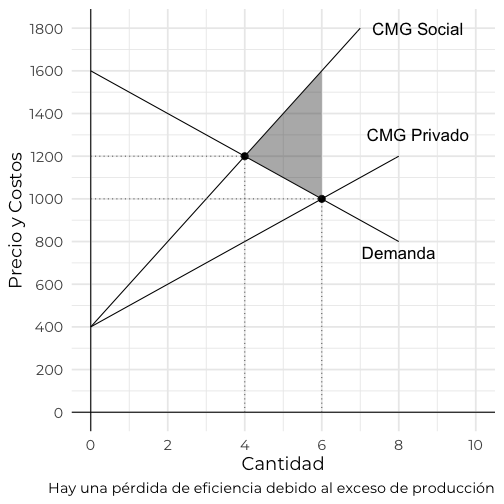 CMG Social
CMG Privado
Demanda
Precio y Costos
1800
1600
1400
1200
1000
800
600
400
200
0
0 2 4 6 8 10
Cantidad
Hay una pérdida de eficiencia debido al exceso de producción